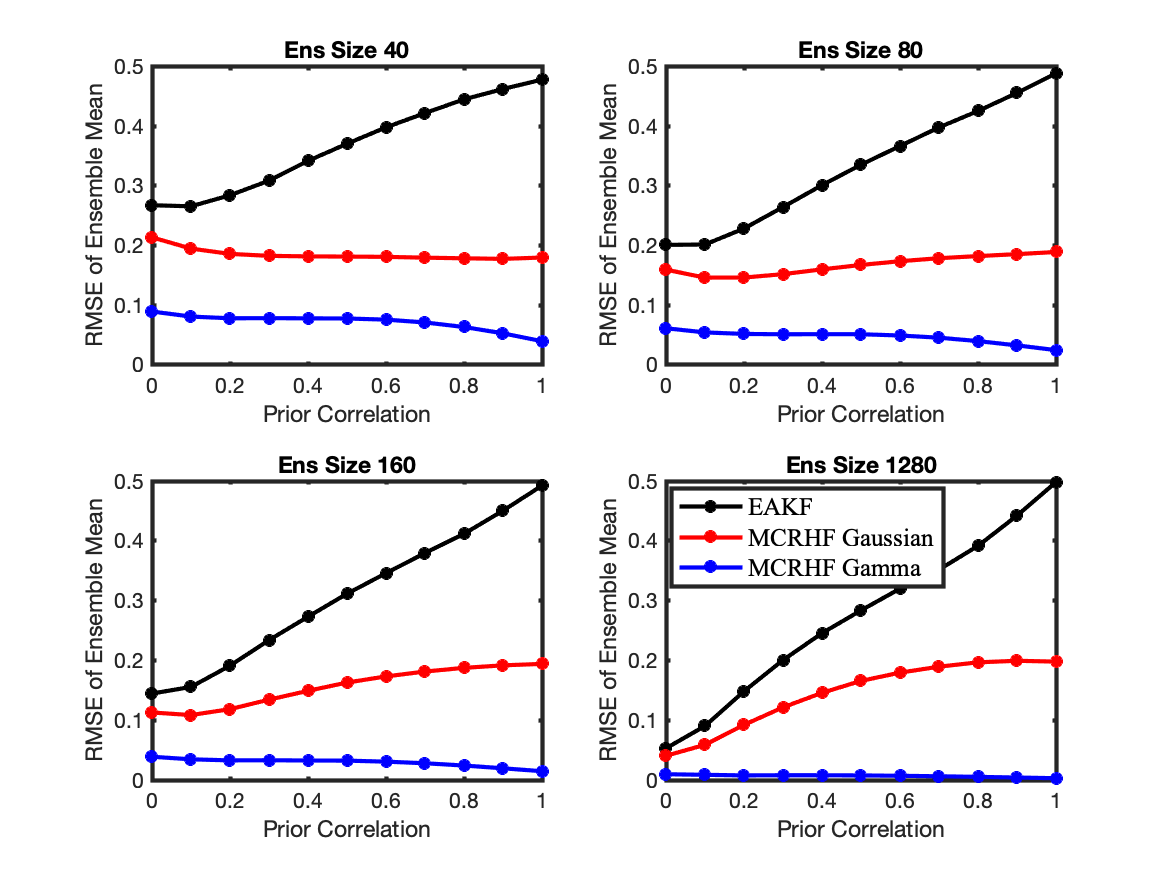 Ens Size 40
RMSE of Ensemble Mean
0.5
0.4
0.3
0.2
0.1
0
0 0.2 0.4 0.6 0.8 1
Prior Correlation
Ens Size 80
RMSE of Ensemble Mean
0.5
0.4
0.3
0.2
0.1
0
0 0.2 0.4 0.6 0.8 1
Prior Correlation
Ens Size 160
RMSE of Ensemble Mean
0.5
0.4
0.3
0.2
0.1
0
0 0.2 0.4 0.6 0.8 1
Prior Correlation
Ens Size 1280
RMSE of Ensemble Mean
0.5
0.4
0.3
0.2
0.1
0
EAKF
MCRHF Gaussian
MCRHF Gamma
0 0.2 0.4 0.6 0.8 1
Prior Correlation